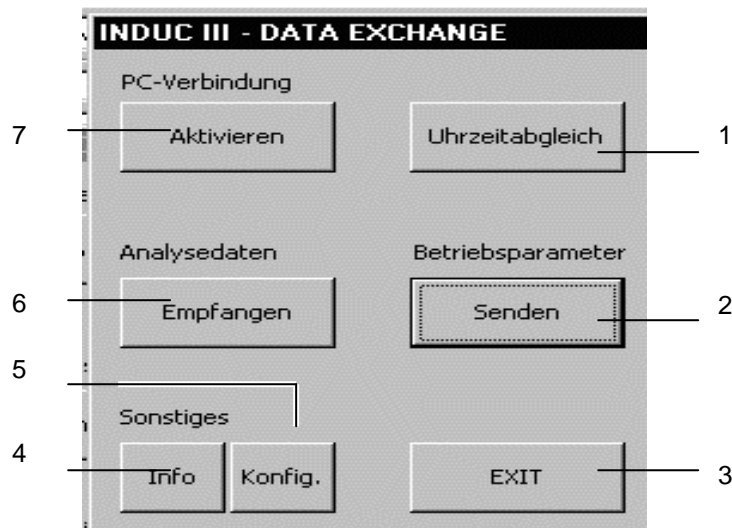 INDUC III - DATA EXCHANGE
PC-Verbindung
7 Aktivieren Uhrzeitabgleich 1
Analysedaten Betriebsparameter
6 Empfangen Senden 2
5
Sonstiges
4 Info Konfig. EXIT 3